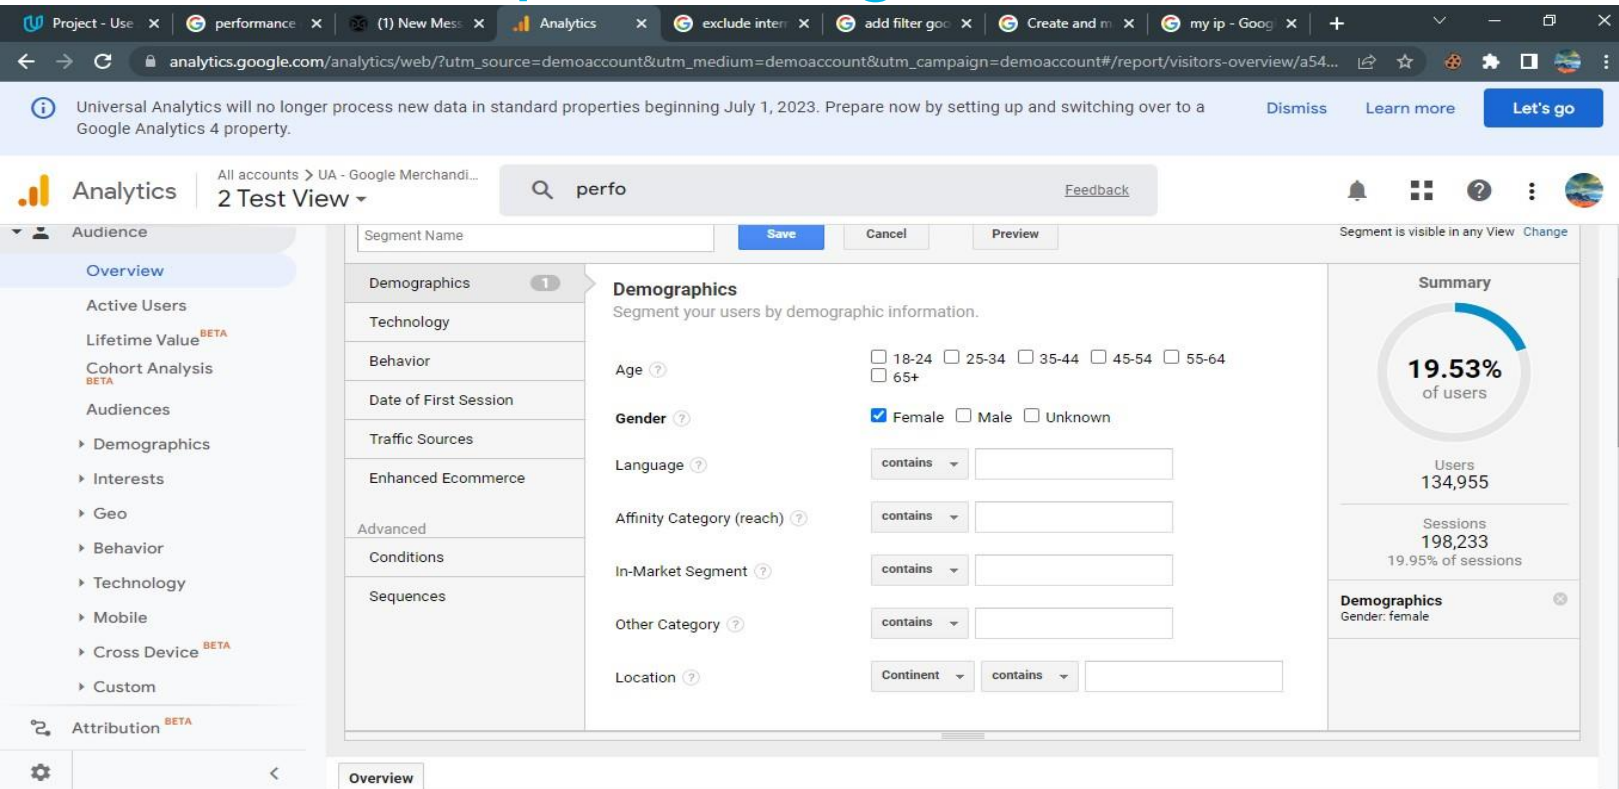 Project - Use
performance
(1) New Mess
Analytics
exclude intern
add filter goo
Create and m
my ip - Goog
analytics.google.com/analytics/web/?utm_source=demoaccount&utm_medium=demoaccount&utm_campaign=demoaccount#/report/visitors-overview/a54...
Universal Analytics will no longer process new data in standard properties beginning July 1, 2023. Prepare now by setting up and switching over to a
Google Analytics 4 property.
Dismiss
Learn more
Let's go
Analytics
All accounts > UA - Google Merchandi...
2 Test View
perfo
Feedback
Audience
Overview
Active Users
Lifetime Value BETA
Cohort Analysis
BETA
Audiences
Demographics
Interests
Geo
Behavior
Technology
Mobile
Cross Device BETA
Custom
Attribution BETA
Segment Name
Save
Cancel
Preview
Segment is visible in any View Change
Demographics 1
Technology
Behavior
Date of First Session
Traffic Sources
Enhanced Ecommerce
Advanced
Conditions
Sequences
Demographics
Segment your users by demographic information.
Age ? 18-24 25-34 35-44 45-54 55-64
65+
Gender ? Female Male Unknown
Language ? contains
Affinity Category (reach) ? contains
In-Market Segment ? contains
Other Category ? contains
Location ? Continent contains
Summary
19.53%
of users
Users
134,955
Sessions
198,233
19.95% of sessions
Demographics
Gender: female
Overview